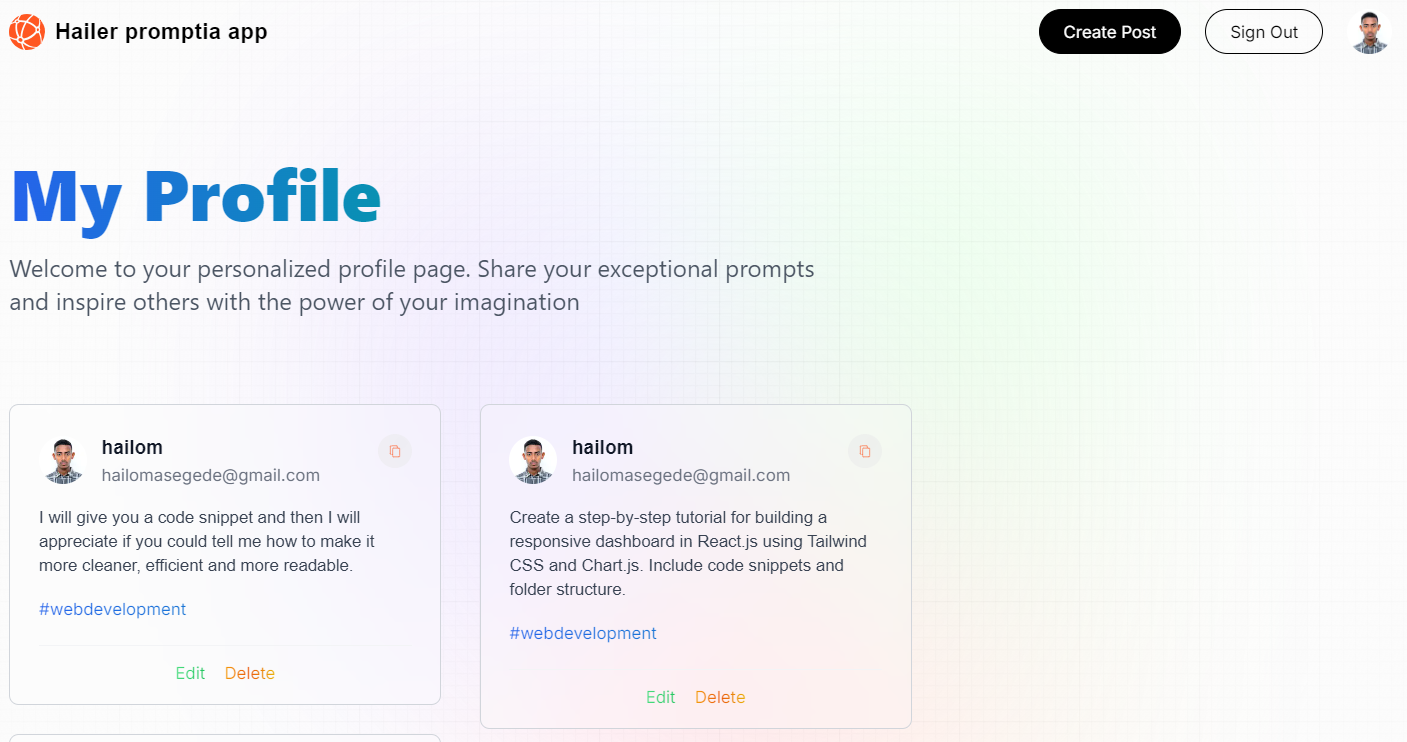 Hailer promptia app
Create Post
Sign Out
My Profile
Welcome to your personalized profile page. Share your exceptional prompts
and inspire others with the power of your imagination
hailom
hailomasegede@gmail.com
I will give you a code snippet and then I will
appreciate if you could tell me how to make it
more cleaner, efficient and more readable.
#webdevelopment
Edit
Delete
hailom
hailomasegede@gmail.com
Create a step-by-step tutorial for building a
responsive dashboard in React.js using Tailwind
CSS and Chart.js. Include code snippets and
folder structure.
#webdevelopment
Edit
Delete